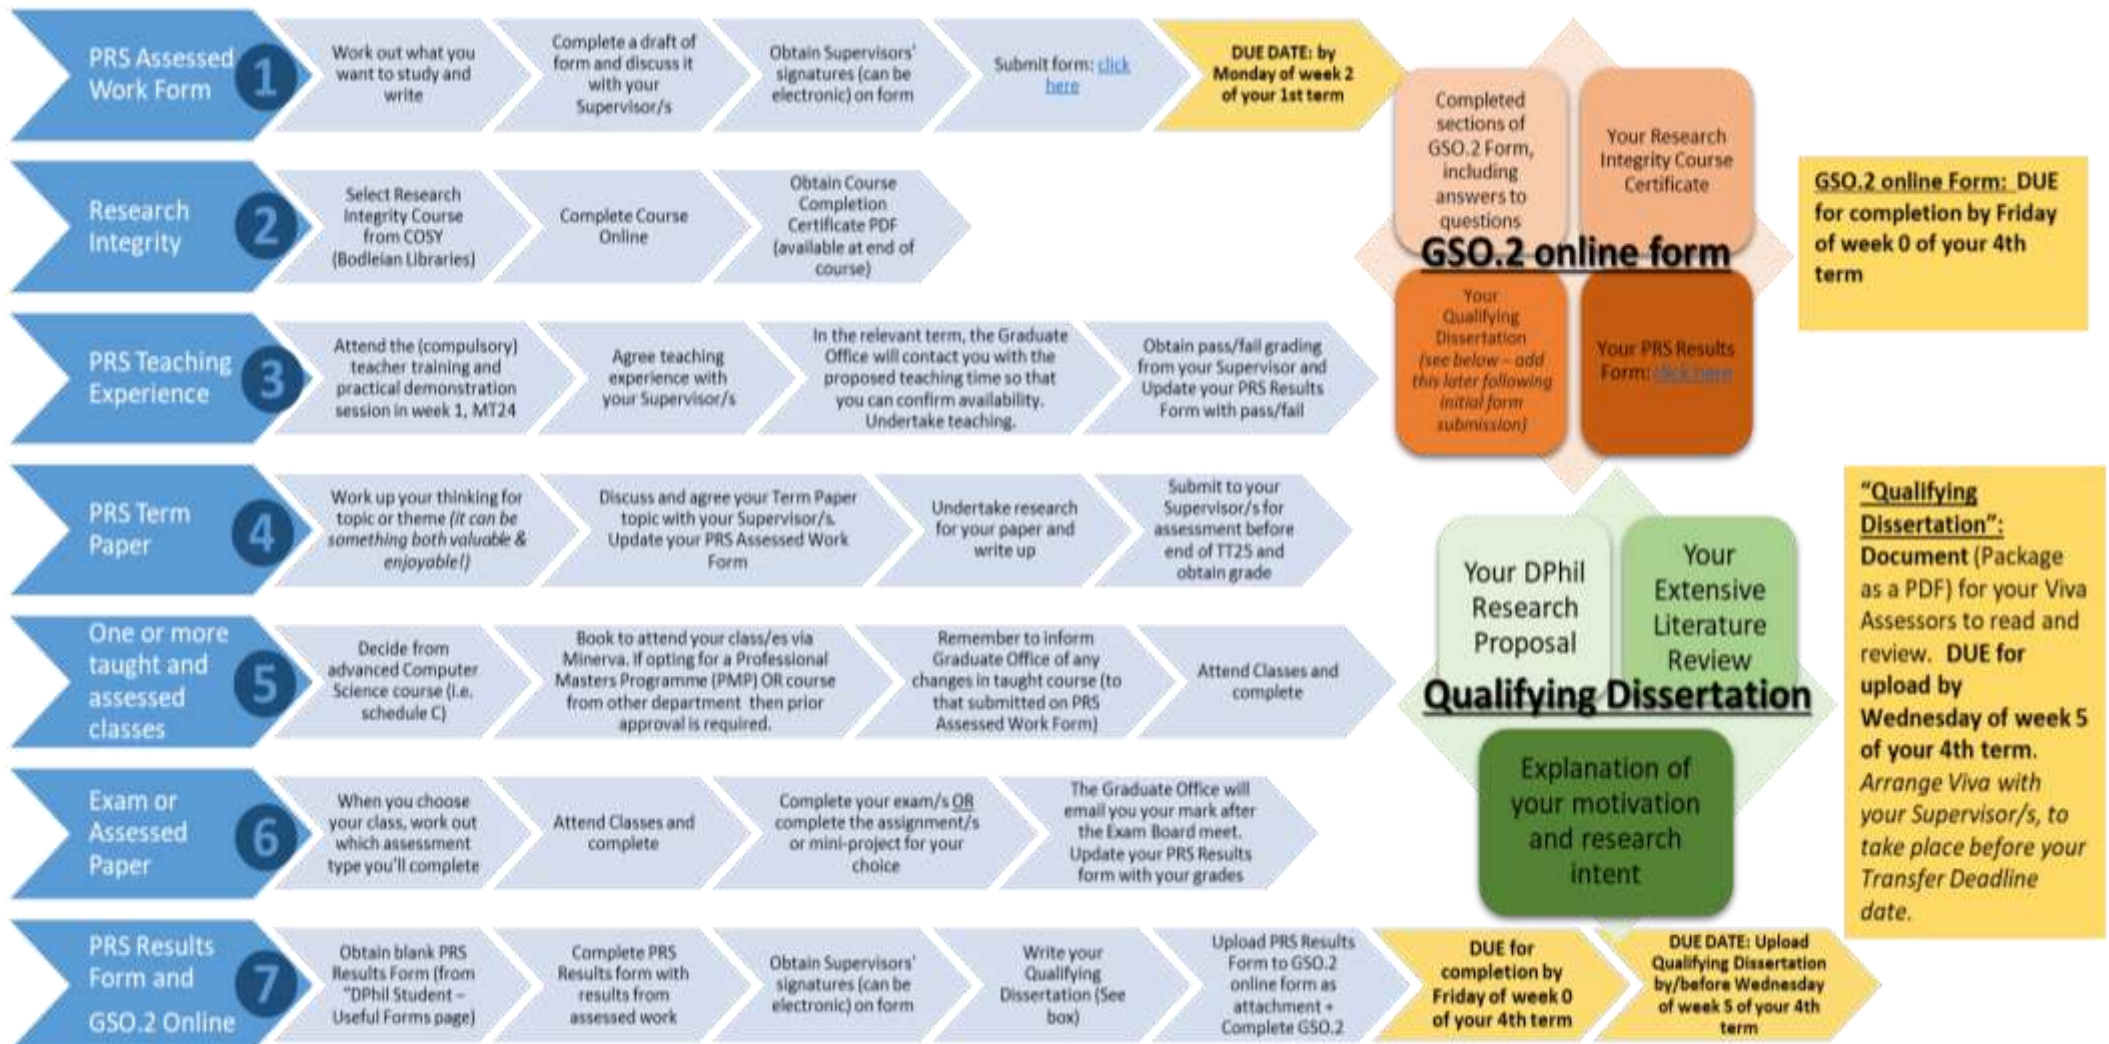 PRS Assessed
Work Form
1
Work out what you
want to study and
write
Complete a draft of
form and discuss it
with your
Supervisor/s
Obtain Supervisors'
signatures (can be
electronic) on form
Submit form: click
here
DUE DATE: by
Monday of week 2
of your 1st term
Research
Integrity
2
Select Research
Integrity Course
from COSY
(Bodleian Libraries)
Complete Course
Online
Obtain Course
Completion
Certificate PDF
(available at end of
course)
PRS Teaching
Experience
3
Attend the (compulsory)
teacher training and
practical demonstration
session in week 1, MT24
Agree teaching
experience with
your Supervisor/s
In the relevant term, the Graduate
Office will contact you with the
proposed teaching time so that
you can confirm availability.
Undertake teaching.
Obtain pass/fail grading
from your Supervisor and
Update your PRS Results
Form with pass/fail
PRS Term
Paper
4
Work up your thinking for
topic or theme (it can be
something both valuable &
enjoyable!)
Discuss and agree your Term Paper
topic with your Supervisor/s.
Update your PRS Assessed Work
Form
Undertake research
for your paper and
write up
Submit to your
Supervisor/s for
assessment before
end of TT25 and
obtain grade
One or more
taught and
assessed
classes
5
Decide from
advanced Computer
Science course (i.e.
schedule C)
Book to attend your class/es via
Minerva. If opting for a Professional
Masters Programme (PMP) OR course
from other department then prior
approval is required.
Remember to inform
Graduate Office of any
changes in taught course (to
that submitted on PRS
Assessed Work Form)
Attend Classes and
complete
Exam or
Assessed
Paper
6
When you choose
your class, work out
which assessment
type you'll complete
Attend Classes and
complete
Complete your exam/s OR
complete the assignment/s
or mini-project for your
choice
The Graduate Office will
email you your mark after
the Exam Board meet.
Update your PRS Results
form with your grades
PRS Results
Form and
GSO.2 Online
7
Obtain blank PRS
Results Form (from
"DPhil Student –
Useful Forms page)
Complete PRS
Results form with
results from
assessed work
Obtain Supervisors'
signatures (can be
electronic) on form
Write your
Qualifying
Dissertation (See
box)
Upload PRS Results
Form to GSO.2
online form as
attachment +
Complete GSO.2
DUE for
completion by
Friday of week 0
of your 4th term
DUE DATE: Upload
Qualifying Dissertation
by/before Wednesday
of week 5 of your 4th
term
Completed
sections of
GSO.2 Form,
including
answers to
questions
Your Research
Integrity Course
Certificate
GSO.2 online form
Your
Qualifying
Dissertation
(see below – add
this later following
initial form
submission)
Your PRS Results
Form: click here
GSO.2 online Form: DUE
for completion by Friday
of week 0 of your 4th
term
Your DPhil
Research
Proposal
Your
Extensive
Literature
Review
Qualifying Dissertation
Explanation of
your motivation
and research
intent
"Qualifying
Dissertation":
Document (Package
as a PDF) for your Viva
Assessors to read and
review. DUE for
upload by
Wednesday of week 5
of your 4th term.
Arrange Viva with
your Supervisor/s, to
take place before your
Transfer Deadline
date.